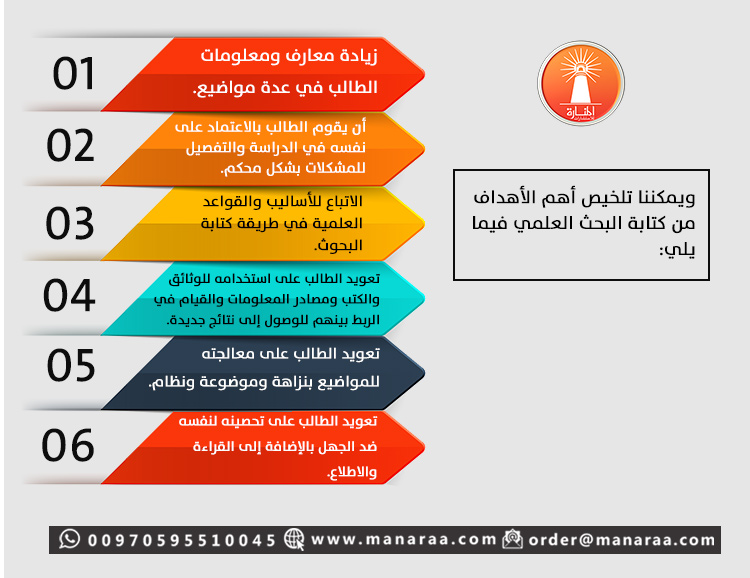 المنارة
للاستشارات
ويمكننا تلخيص أهم الأهداف
من كتابة البحث العلمي فيما
يلي:
01
زيادة معارف ومعلومات
الطالب في عدة مواضيع.
02
أن يقوم الطالب بالاعتماد على
نفسه في الدراسة والتفصيل
للمشكلات بشكل محكم.
03
الاتباع للأساليب والقواعد
العلمية في طريقة كتابة
البحوث.
04
تعويد الطالب على استخدامه للوثائق
والكتب ومصادر المعلومات والقيام في
الربط بينهم للوصول إلى نتائج جديدة.
05
تعويد الطالب على معالجته
للمواضيع بنزاهة وموضوعة ونظام.
06
تعويد الطالب على تحصينه لنفسه
ضد الجهل بالإضافة إلى القراءة
والاطلاع.
00970595510045 www.manaraa.com order@manaraa.com